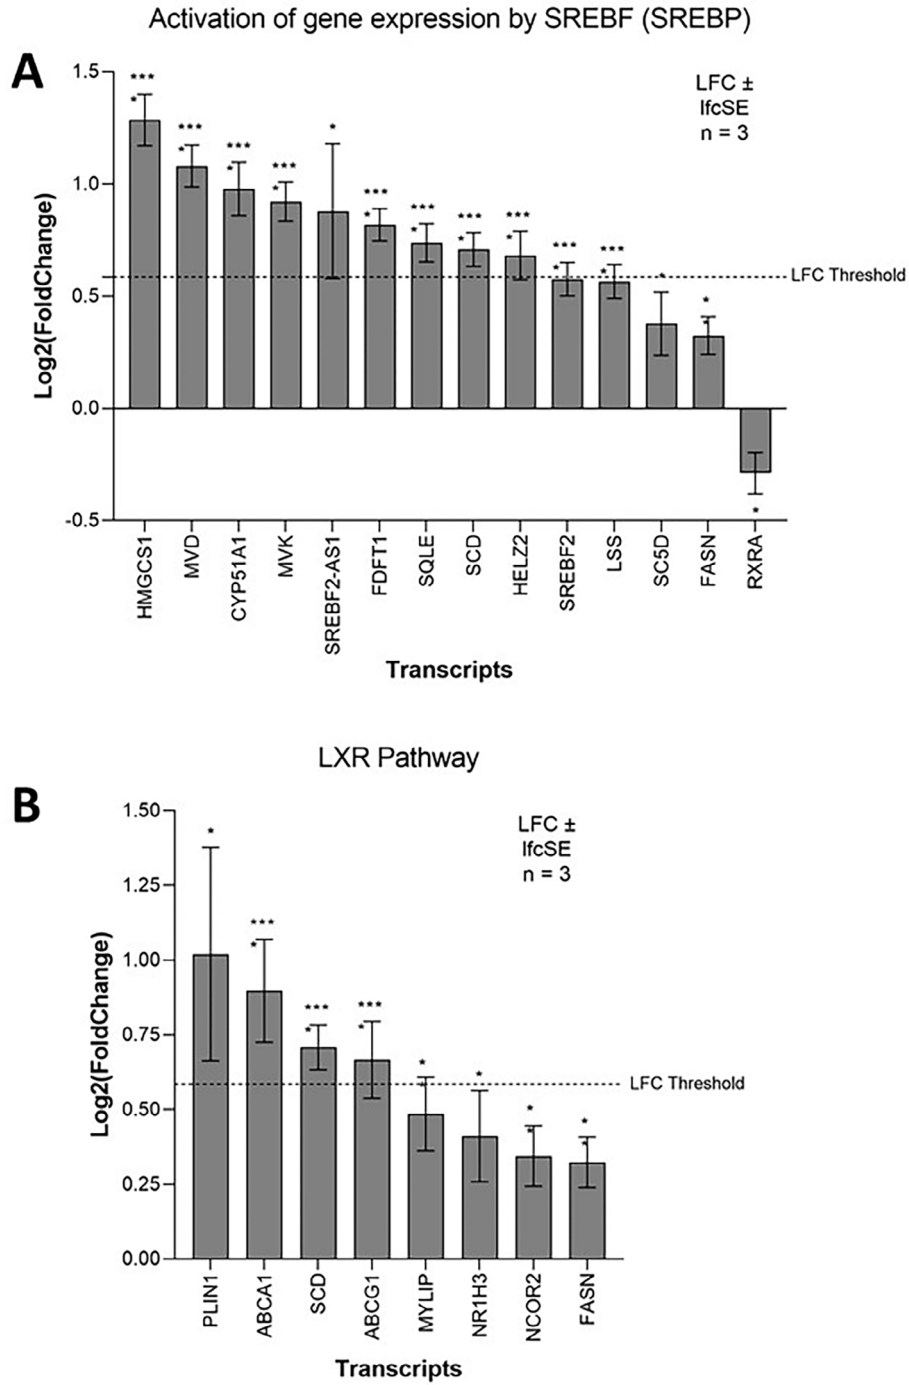 Activation of gene expression by SREBF (SREBP)
A
LFC ±
lfcSE
n = 3
1.5
1.0
0.5
0.0
-0.5
Log2(FoldChange)
*** * *** * *** * *** * * *** * *** * *** * *** * *** * *** * * * * *
LFC Threshold
HMGCS1 MVD CYP51A1 MVK SREBF2-AS1 FDFT1 SQLE SCD HELZ2 SREBF2 LSS SC5D FASN RXRA
Transcripts
LXR Pathway
B
LFC ±
lfcSE
n = 3
1.50
1.25
1.00
0.75
0.50
0.25
0.00
Log2(FoldChange)
* *** * *** * *** * * * * * * * *
LFC Threshold
PLIN1 ABCA1 SCD ABCG1 MYLIP NR1H3 NCOR2 FASN
Transcripts